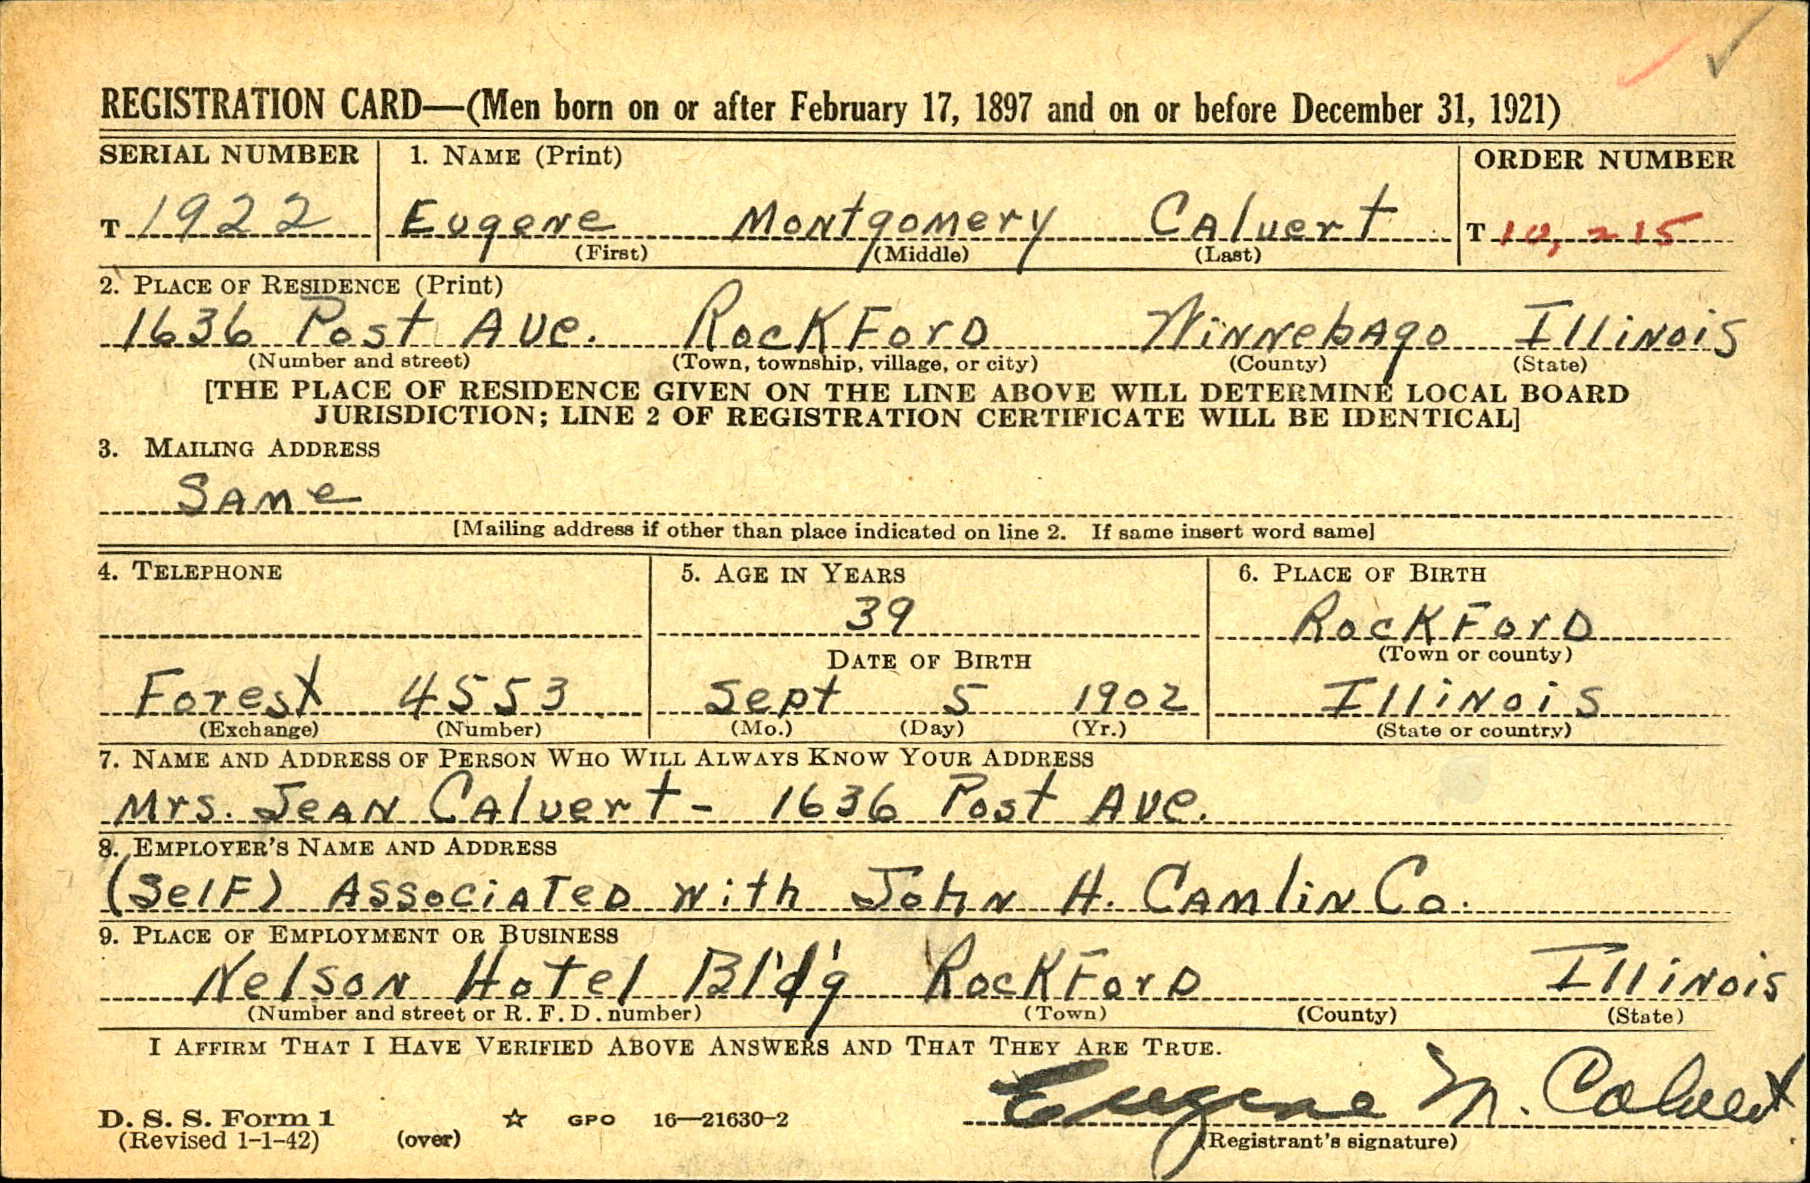 REGISTRATION CARD—(Men born on or after February 17, 1897 and on or before December 31, 1921)
SERIAL NUMBER 1. NAME (Print) ORDER NUMBER
T 1922 Eugene Montgomery Calvert T 10,215
(First) (Middle) (Last)
2. PLACE OF RESIDENCE (Print)
1636 Post Ave. Rockford Winnebago Illinois
(Number and street) (Town, township, village, or city) (County) (State)
[THE PLACE OF RESIDENCE GIVEN ON THE LINE ABOVE WILL DETERMINE LOCAL BOARD
JURISDICTION; LINE 2 OF REGISTRATION CERTIFICATE WILL BE IDENTICAL]
3. MAILING ADDRESS
Same
[Mailing address if other than place indicated on line 2. If same insert word same]
4. TELEPHONE 5. AGE IN YEARS 6. PLACE OF BIRTH
39 Rockford
DATE OF BIRTH (Town or county)
Forest 4553 Sept 5 1902 Illinois
(Exchange) (Number) (Mo.) (Day) (Yr.) (State or country)
7. NAME AND ADDRESS OF PERSON WHO WILL ALWAYS KNOW YOUR ADDRESS
Mrs. Jean Calvert - 1636 Post Ave.
8. EMPLOYER'S NAME AND ADDRESS
(Self) Associated with John H. Camlin Co.
9. PLACE OF EMPLOYMENT OR BUSINESS
Nelson Hotel Bl'd'g Rockford Illinois
(Number and street or R. F. D. number) (Town) (County) (State)
I AFFIRM THAT I HAVE VERIFIED ABOVE ANSWERS AND THAT THEY ARE TRUE.
Eugene M. Calvert
D. S. S. Form 1 ☆ GPO 16—21630-2
(Revised 1-1-42) (over) (Registrant's signature)